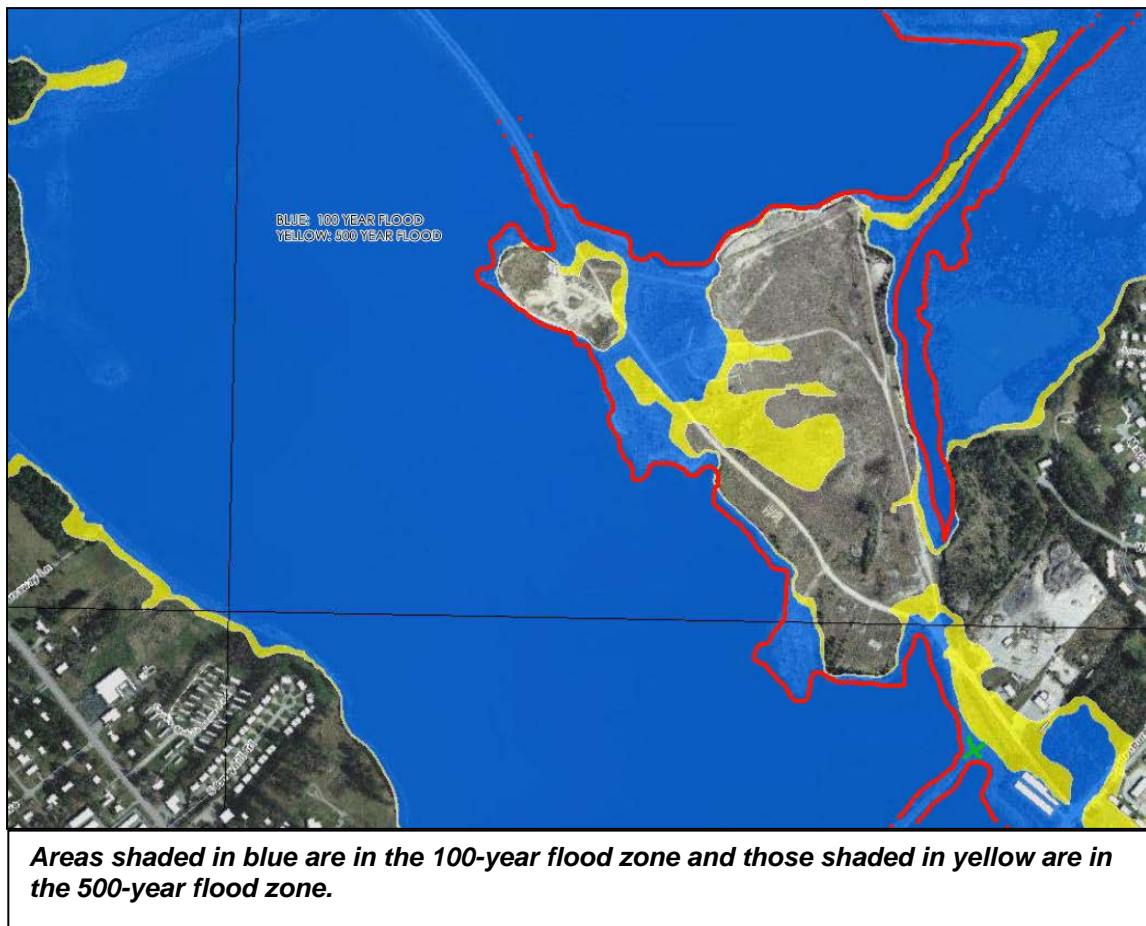 BLUE: 100 YEAR FLOOD
YELLOW: 500 YEAR FLOOD
Areas shaded in blue are in the 100-year flood zone and those shaded in yellow are in
the 500-year flood zone.